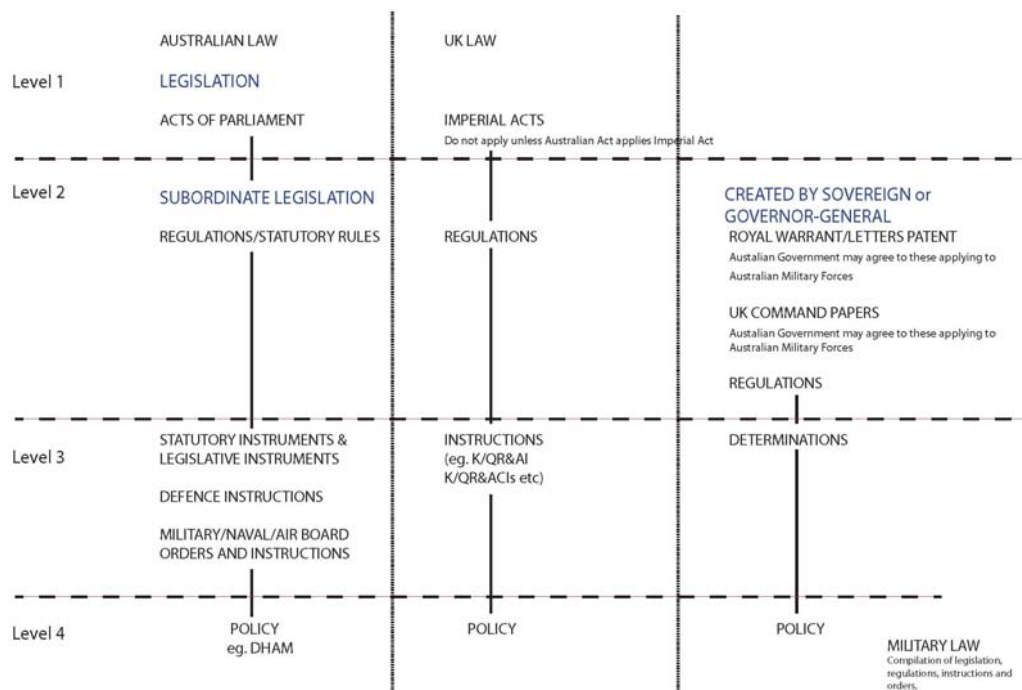 AUSTRALIAN LAW
UK LAW
Level 1
LEGISLATION
ACTS OF PARLIAMENT
IMPERIAL ACTS
Do not apply unless Australian Act applies Imperial Act
Level 2
SUBORDINATE LEGISLATION
REGULATIONS/STATUTORY RULES
REGULATIONS
CREATED BY SOVEREIGN or
GOVERNOR-GENERAL
ROYAL WARRANT/LETTERS PATENT
Austalian Government may agree to these applying to
Australian Military Forces
UK COMMAND PAPERS
Austalian Government may agree to these applying to
Australian Military Forces
REGULATIONS
Level 3
STATUTORY INSTRUMENTS &
LEGISLATIVE INSTRUMENTS
DEFENCE INSTRUCTIONS
MILITARY/NAVAL/AIR BOARD
ORDERS AND INSTRUCTIONS
INSTRUCTIONS
(eg. K/QR&AI
K/QR&ACIs etc)
DETERMINATIONS
Level 4
POLICY
eg. DHAM
POLICY
POLICY
MILITARY LAW
Compilation of legislation,
regulations, instructions and
orders.